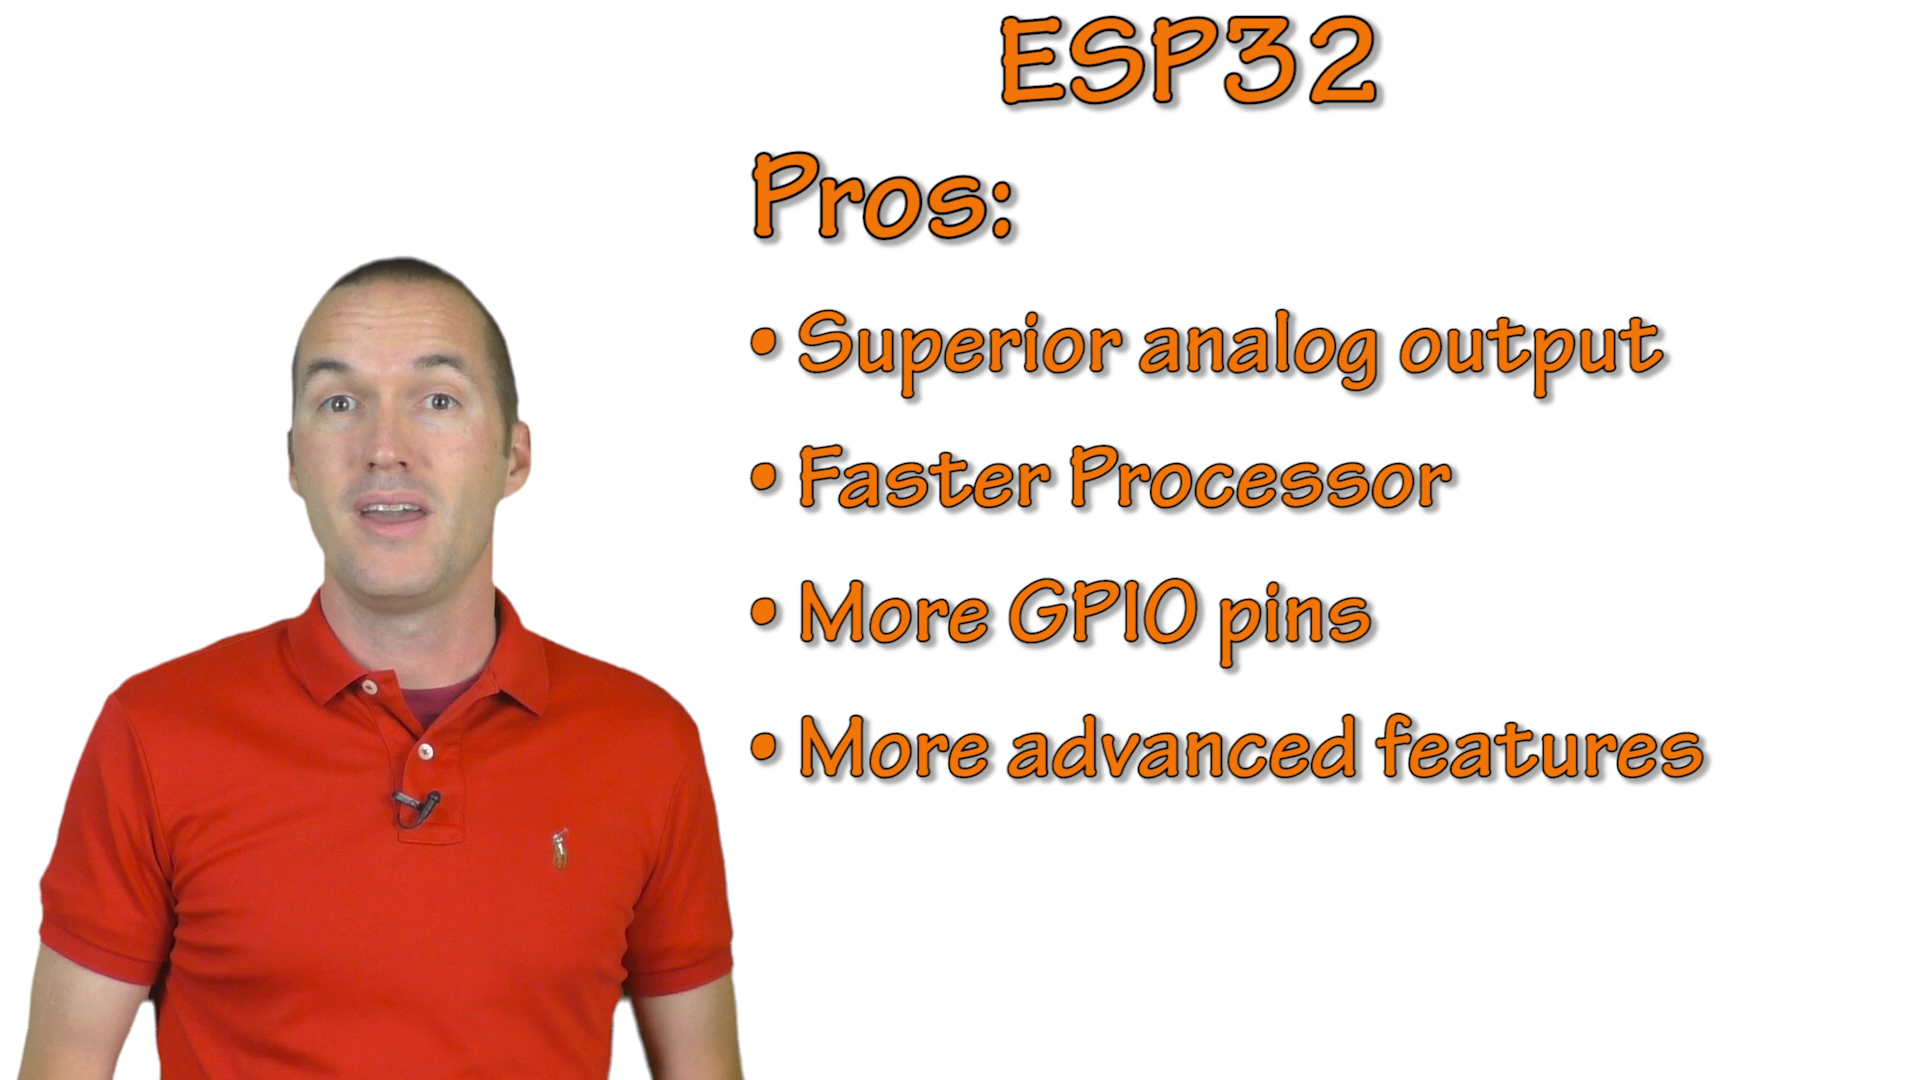 ESP32
Pros:
• Superior analog output
• Faster Processor
• More GPIO pins
• More advanced features